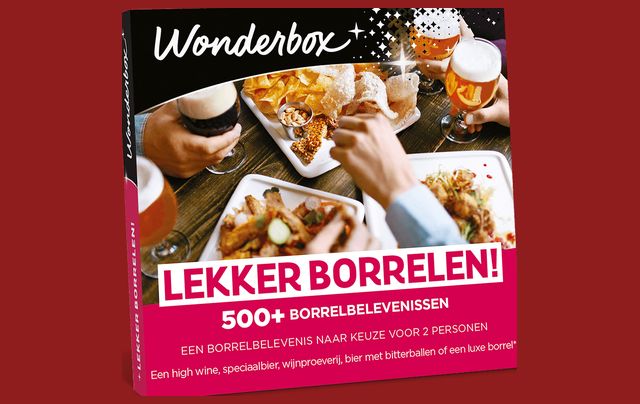 Wonderbox
Wonderbox
+ LEKKER BORRELEN!
LEKKER BORRELEN!
500+ BORRELBELEVENISSEN
EEN BORRELBELEVENIS NAAR KEUZE VOOR 2 PERSONEN
Een high wine, speciaalbier, wijnproeverij, bier met bitterballen of een luxe borrel*